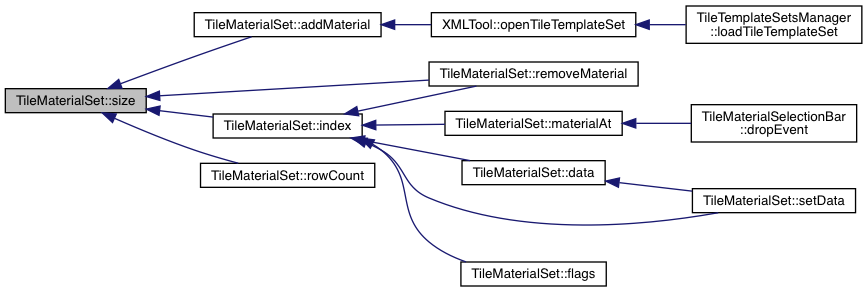 TileMaterialSet::size
TileMaterialSet::addMaterial
XMLTool::openTileTemplateSet
TileTemplateSetsManager
::loadTileTemplateSet
TileMaterialSet::removeMaterial
TileMaterialSet::index
TileMaterialSet::materialAt
TileMaterialSelectionBar
::dropEvent
TileMaterialSet::rowCount
TileMaterialSet::data
TileMaterialSet::setData
TileMaterialSet::flags